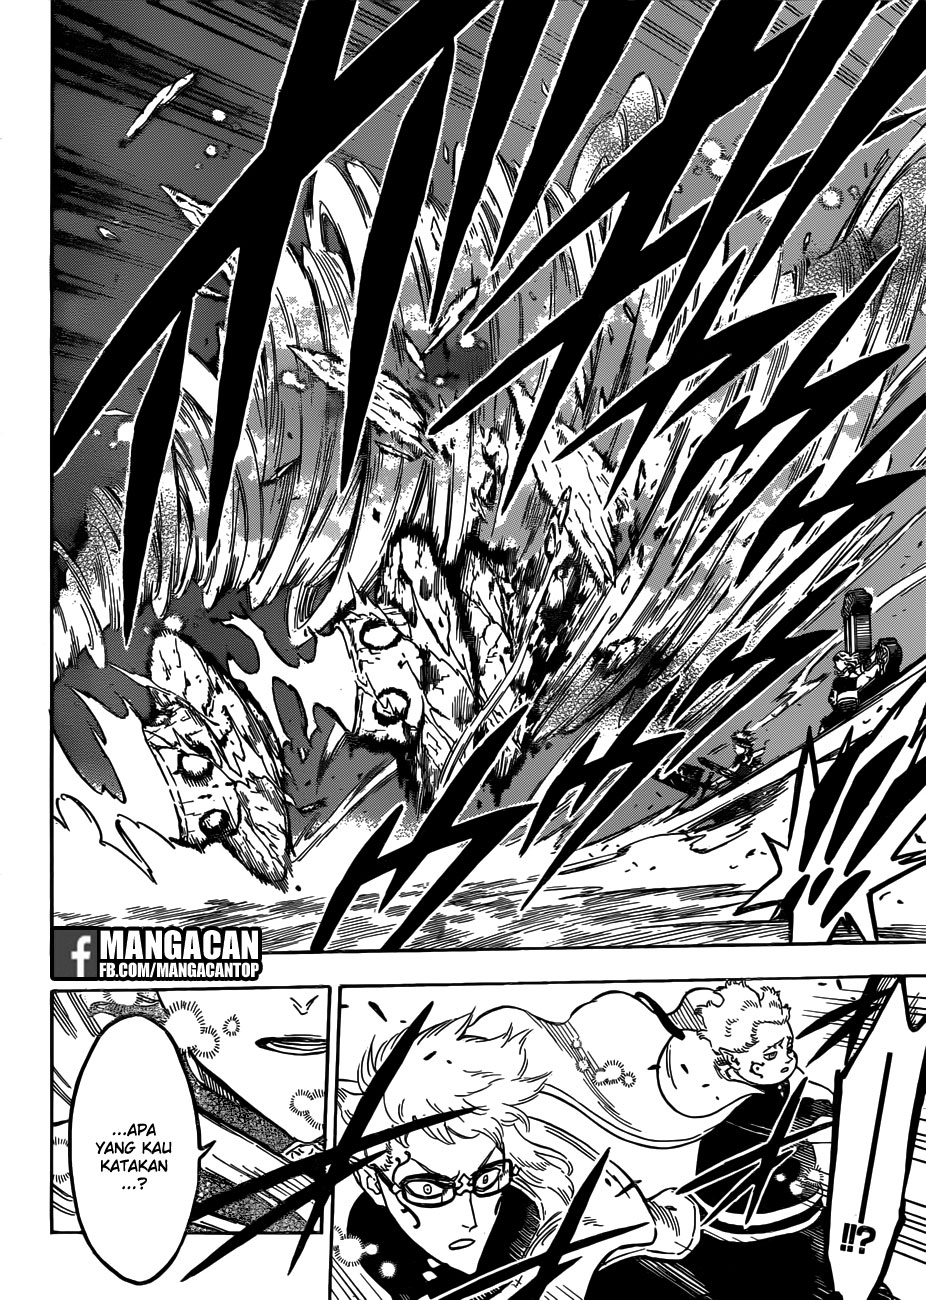 MANGACAN
FB.COM/MANGACANTOP
!!?
...APA
YANG KAU
KATAKAN
...?